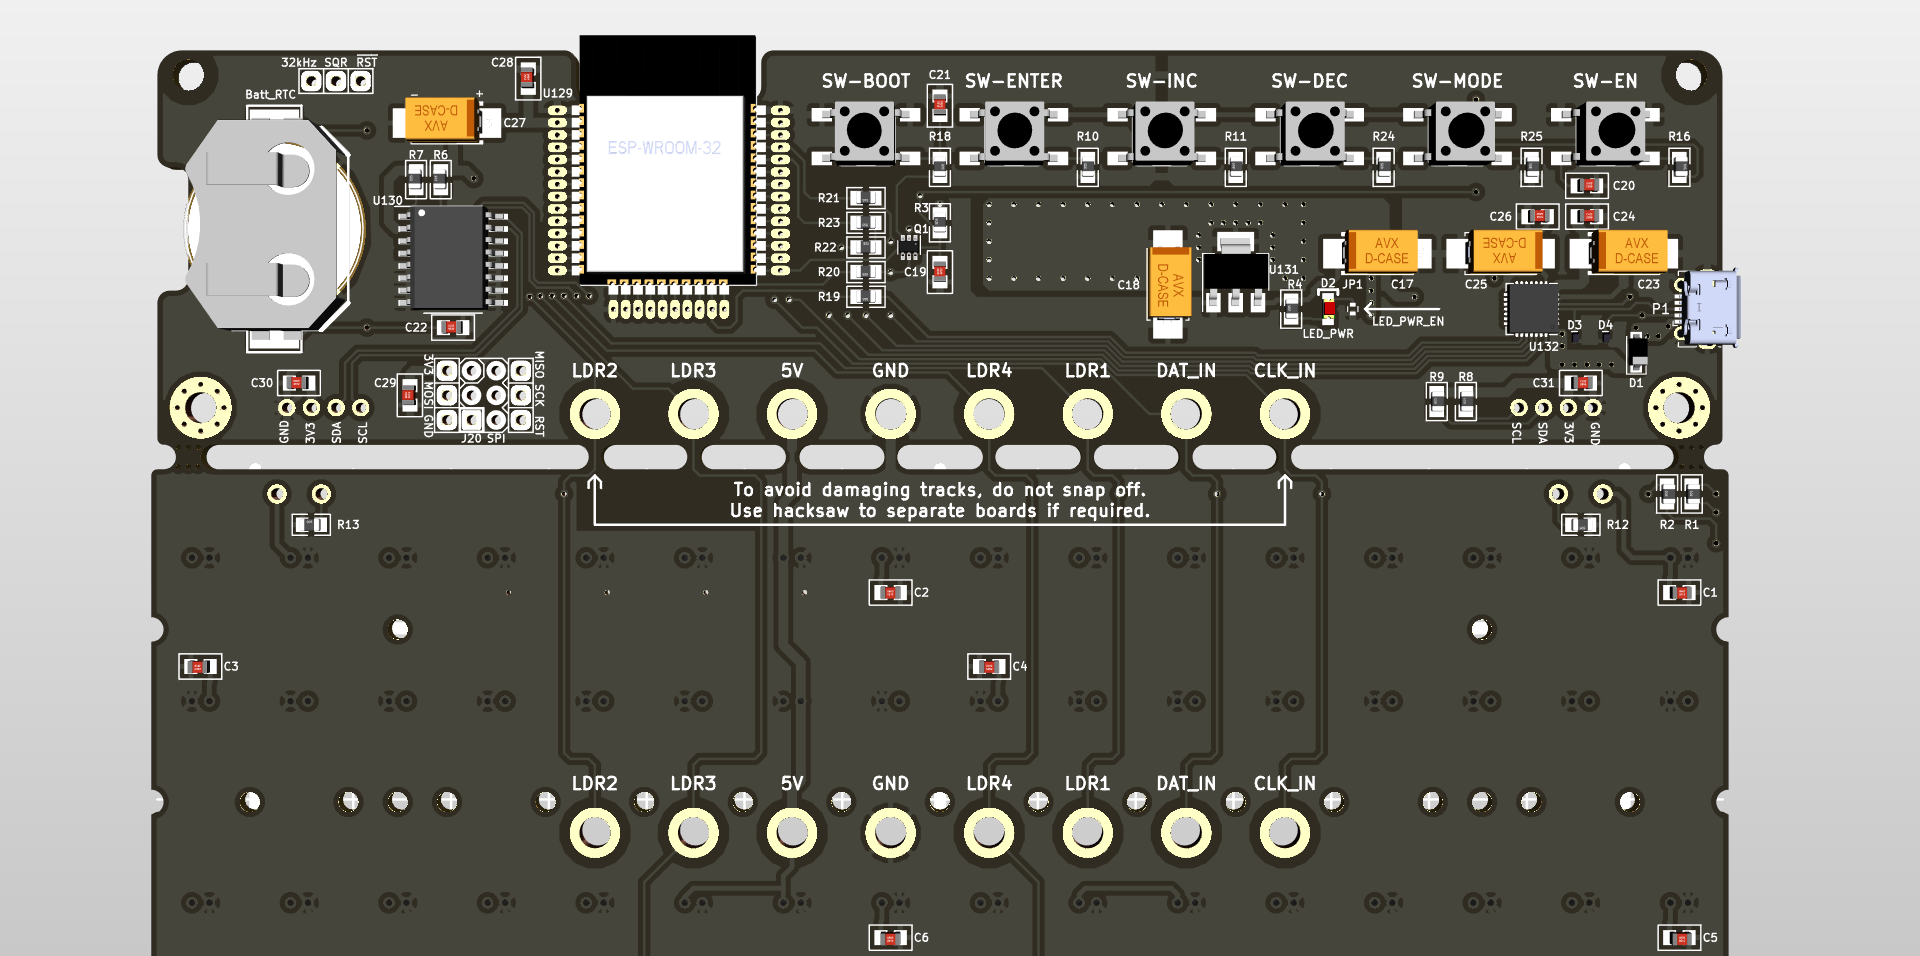 32kHz SQR RST
C28
Batt_RTC
U129
- +
AVX
D-CASE
C27
R7 R6
U130
C22
C30
C29
3V3 MOSI GND
MISO SCK RST
J20 SPI
GND 3V3 SDA SCL
ESP-WROOM-32
SW-BOOT
C21
SW-ENTER
SW-INC
SW-DEC
SW-MODE
SW-EN
R18
R10
R11
R24
R25
R16
R21
R23
R22
R20
R19
R3
Q1
C19
C20
C26
C24
AVX
D-CASE
C18
U131
R4
D2
JP1
AVX
D-CASE
C17
AVX
D-CASE
C25
AVX
D-CASE
C23
LED_PWR
LED_PWR_EN
U132
D3 D4
P1
D1
R9 R8
C31
SCL SDA 3V3 GND
LDR2 LDR3 5V GND LDR4 LDR1 DAT_IN CLK_IN
To avoid damaging tracks, do not snap off.
Use hacksaw to separate boards if required.
R13
R12
R2 R1
C2
C1
C3
C4
LDR2 LDR3 5V GND LDR4 LDR1 DAT_IN CLK_IN
C6
C5